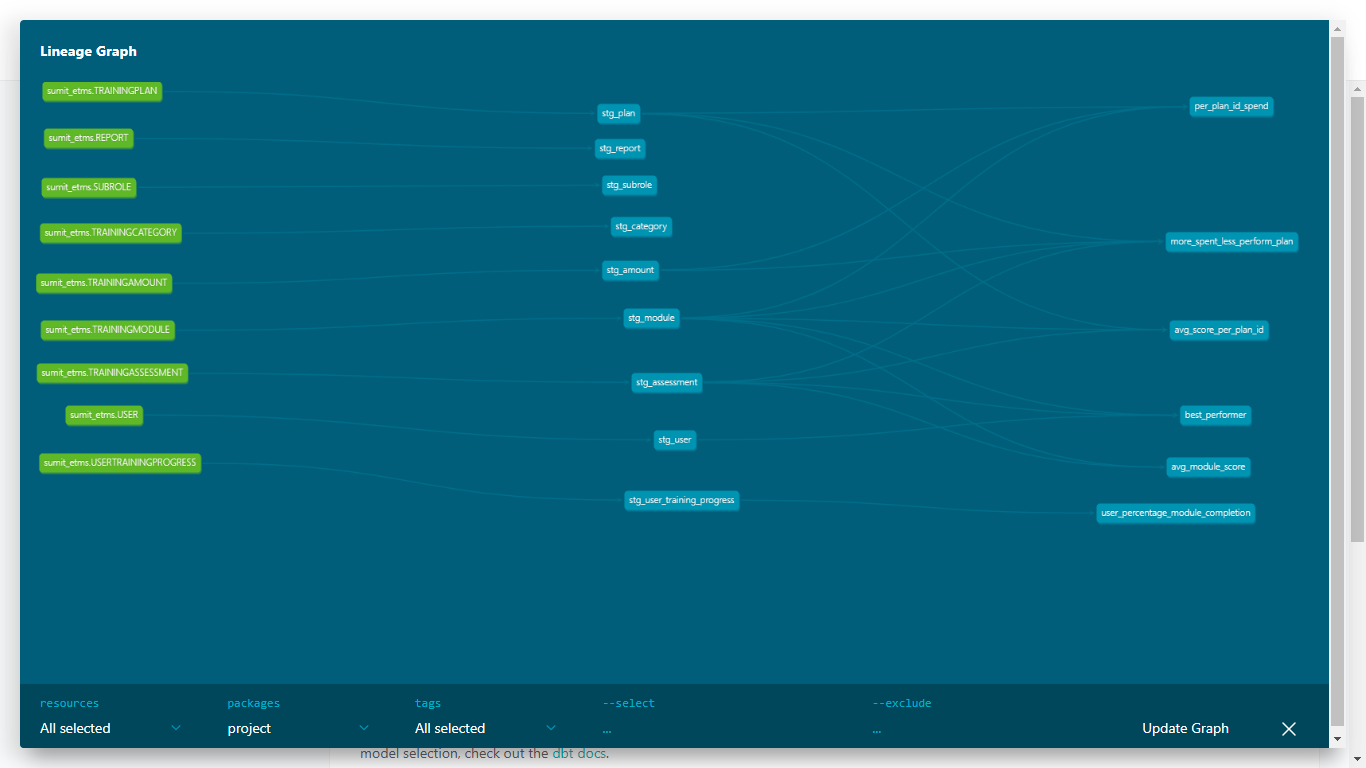 Lineage Graph
sumit_etms.TRAININGPLAN
sumit_etms.REPORT
sumit_etms.SUBROLE
sumit_etms.TRAININGCATEGORY
sumit_etms.TRAININGAMOUNT
sumit_etms.TRAININGMODULE
sumit_etms.TRAININGASSESSMENT
sumit_etms.USER
sumit_etms.USERTRAININGPROGRESS
stg_plan
stg_report
stg_subrole
stg_category
stg_amount
stg_module
stg_assessment
stg_user
stg_user_training_progress
per_plan_id_spend
more_spent_less_perform_plan
avg_score_per_plan_id
best_performer
avg_module_score
user_percentage_module_completion
resources packages tags --select --exclude
All selected project All selected ... ... Update Graph
model selection, check out the dbt docs.